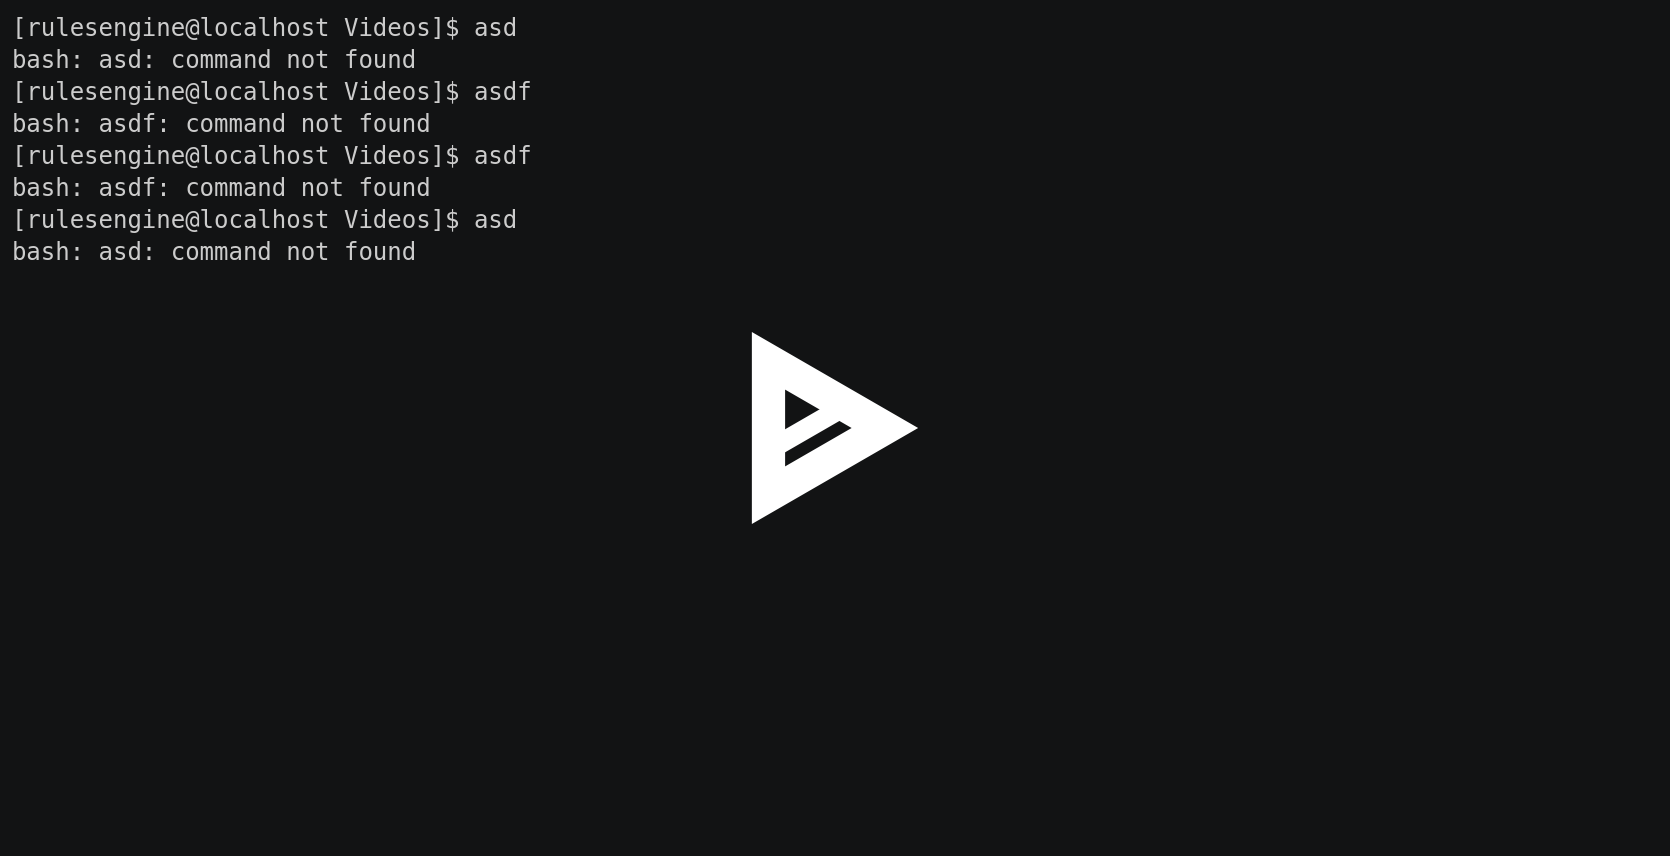 [rulesengine@localhost Videos]$ asd
bash: asd: command not found
[rulesengine@localhost Videos]$ asdf
bash: asdf: command not found
[rulesengine@localhost Videos]$ asdf
bash: asdf: command not found
[rulesengine@localhost Videos]$ asd
bash: asd: command not found